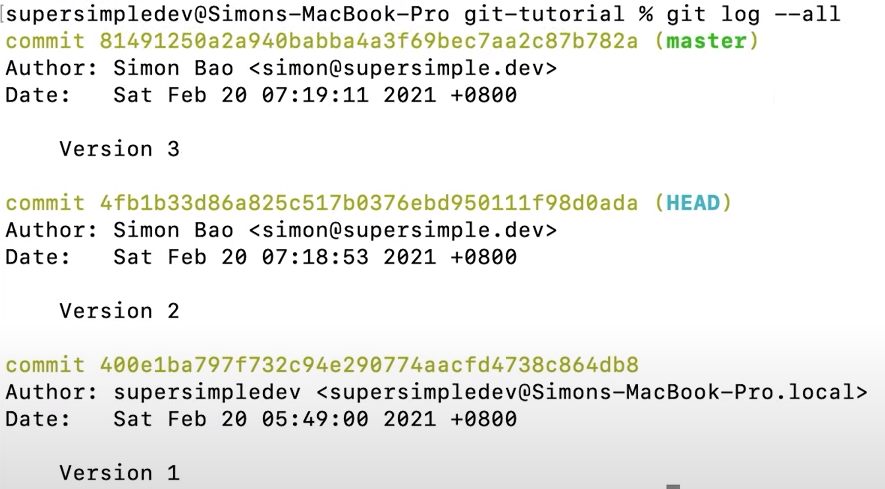 [supersimpledev@Simons-MacBook-Pro git-tutorial % git log --all
commit 81491250a2a940babba4a3f69bec7aa2c87b782a (master)
Author: Simon Bao <simon@supersimple.dev>
Date:   Sat Feb 20 07:19:11 2021 +0800
Version 3
commit 4fb1b33d86a825c517b0376ebd950111f98d0ada (HEAD)
Author: Simon Bao <simon@supersimple.dev>
Date:   Sat Feb 20 07:18:53 2021 +0800
Version 2
commit 400e1ba797f732c94e290774aacfd4738c864db8
Author: supersimpledev <supersimpledev@Simons-MacBook-Pro.local>
Date:   Sat Feb 20 05:49:00 2021 +0800
Version 1